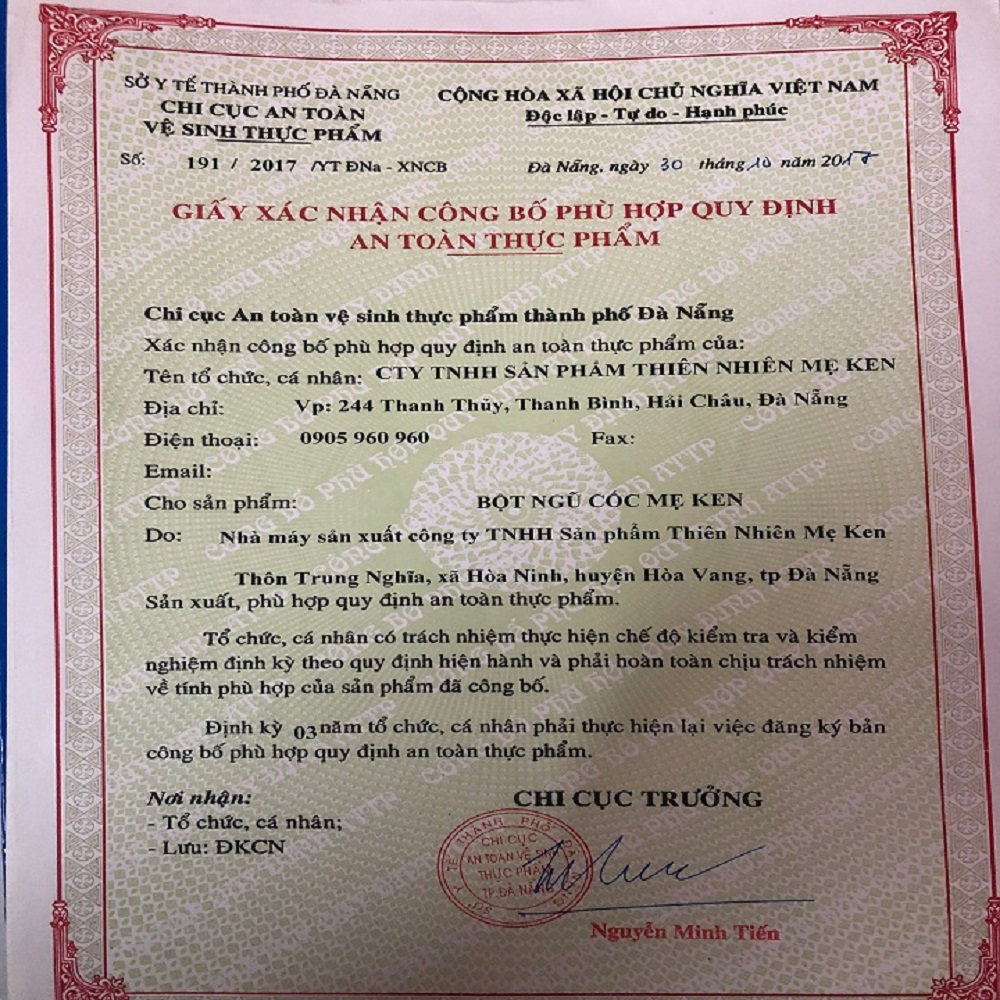 SỞ Y TẾ THÀNH PHỐ ĐÀ NẴNG
CHI CỤC AN TOÀN
VỆ SINH THỰC PHẨM
Số: 191 / 2017 /YT ĐNa - XNCB
CỘNG HÒA XÃ HỘI CHỦ NGHĨA VIỆT NAM
Độc lập - Tự do - Hạnh phúc
Đà Nẵng, ngày 30 tháng 10 năm 2017
GIẤY XÁC NHẬN CÔNG BỐ PHÙ HỢP QUY ĐỊNH
AN TOÀN THỰC PHẨM
Chi cục An toàn vệ sinh thực phẩm thành phố Đà Nẵng
Xác nhận công bố phù hợp quy định an toàn thực phẩm của:
Tên tổ chức, cá nhân: CTY TNHH SẢN PHẨM THIÊN NHIÊN MẸ KEN
Địa chỉ: Vp: 244 Thanh Thủy, Thanh Bình, Hải Châu, Đà Nẵng
Điện thoại: 0905 960 960 Fax:
Email:
Cho sản phẩm: BỘT NGŨ CÓC MẸ KEN
Do: Nhà máy sản xuất công ty TNHH Sản phẩm Thiên Nhiên Mẹ Ken
Thôn Trung Nghĩa, xã Hòa Ninh, huyện Hòa Vang, tp Đà Nẵng
Sản xuất, phù hợp quy định an toàn thực phẩm.
Tổ chức, cá nhân có trách nhiệm thực hiện chế độ kiểm tra và kiểm
nghiệm định kỳ theo quy định hiện hành và phải hoàn toàn chịu trách nhiệm
về tính phù hợp của sản phẩm đã công bố.
Định kỳ 03 năm tổ chức, cá nhân phải thực hiện lại việc đăng ký bản
công bố phù hợp quy định an toàn thực phẩm.
Nơi nhận:
- Tổ chức, cá nhân;
- Lưu: ĐKCN
CHI CỤC TRƯỞNG
CHI CỤC
AN TOÀN VỆ SINH
THỰC PHẨM
TP.ĐÀ NẴNG
Nguyễn Minh Tiến